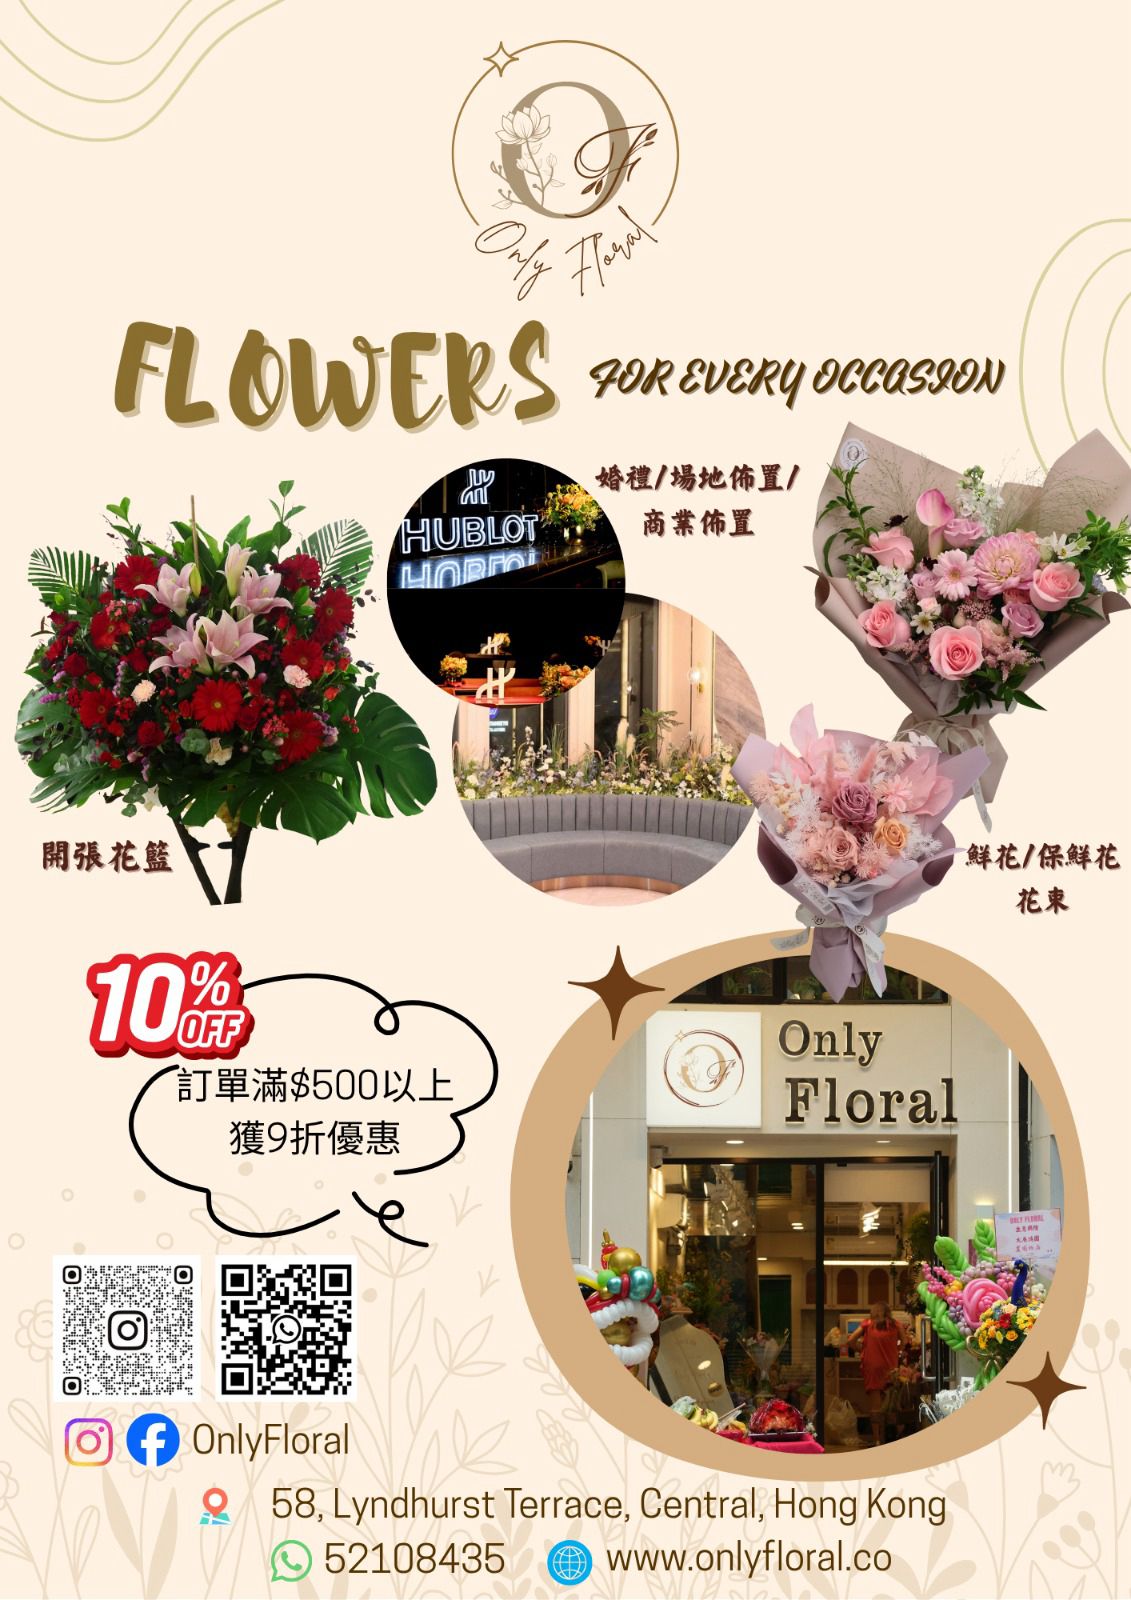 Only Floral
FLOWERS
FOR EVERY OCCASION
HUBLOT
婚禮/場地佈置/
商業佈置
開張花籃
鮮花/保鮮花
花束
10% OFF
訂單滿$500以上
獲9折優惠
Only
Floral
ONLY FLORAL
OnlyFloral
58, Lyndhurst Terrace, Central, Hong Kong
52108435
www.onlyfloral.co